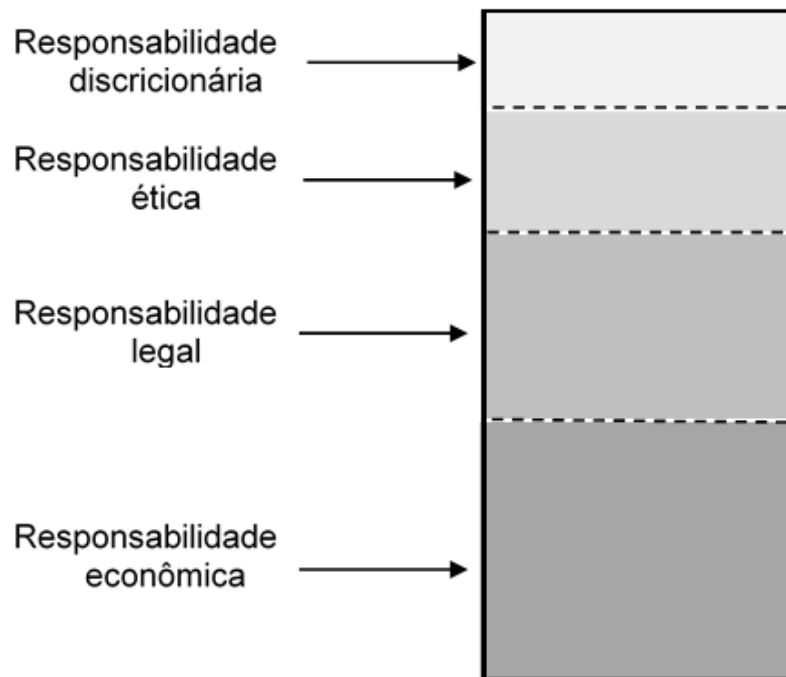 Responsabilidade
discricionária
Responsabilidade
ética
Responsabilidade
legal
Responsabilidade
econômica